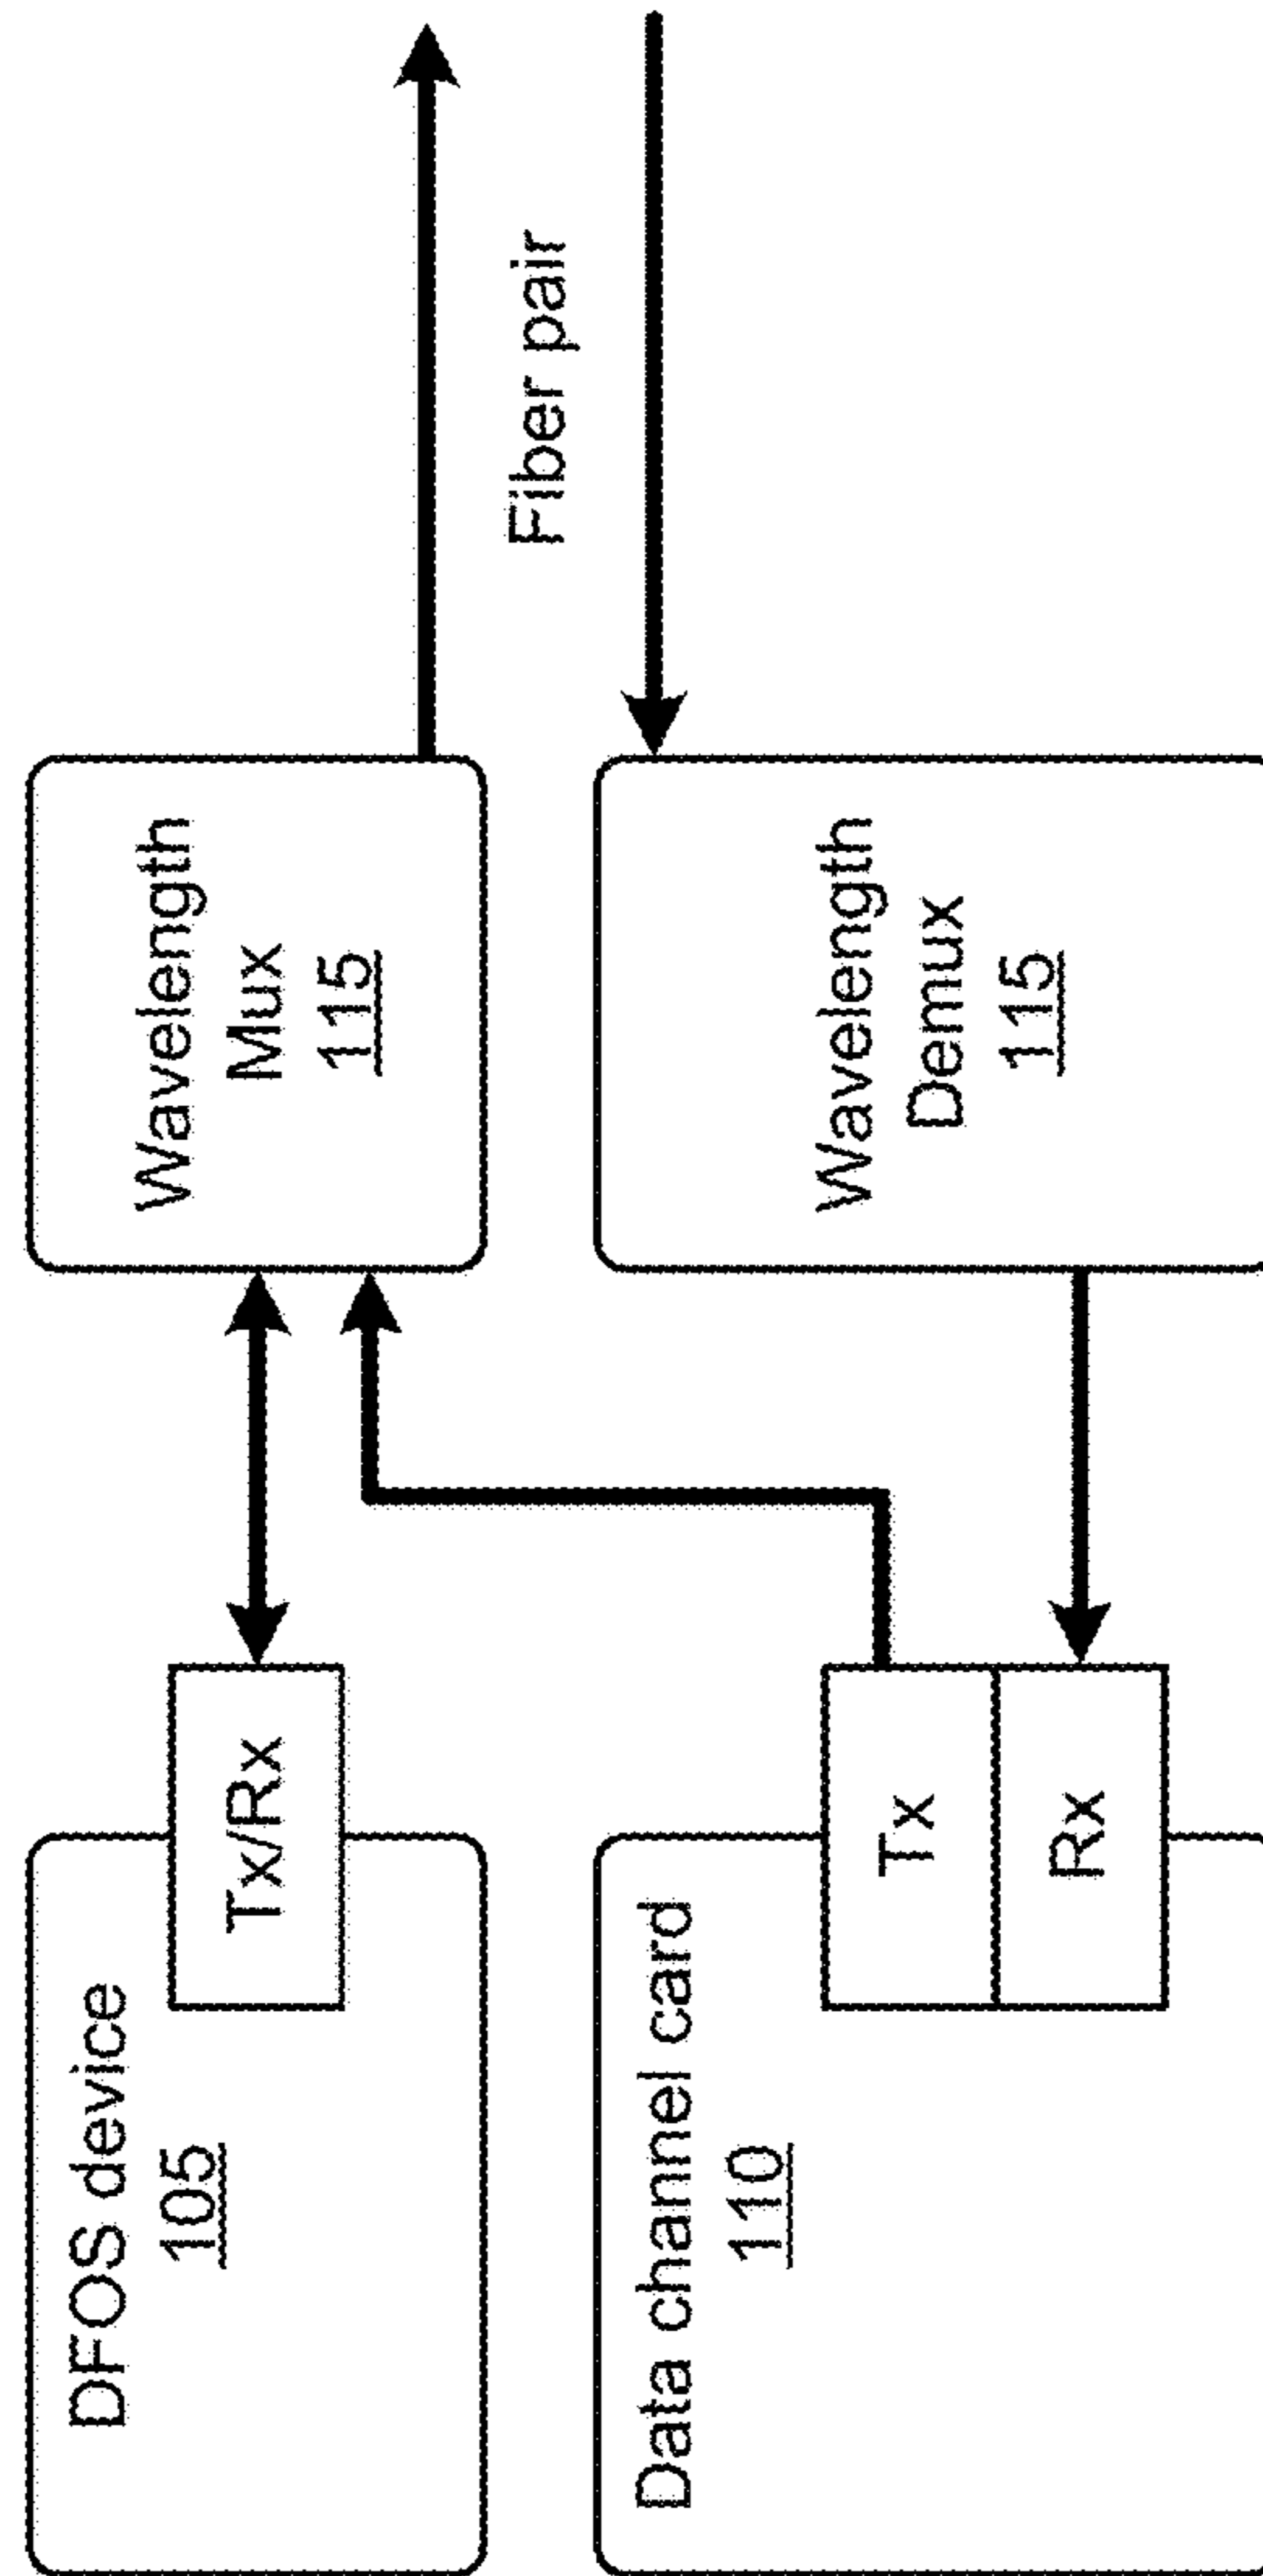 DFOS device
105
Tx/Rx
Wavelength
Mux
115
Fiber pair
Data channel card
110
Tx
Rx
Wavelength
Demux
115